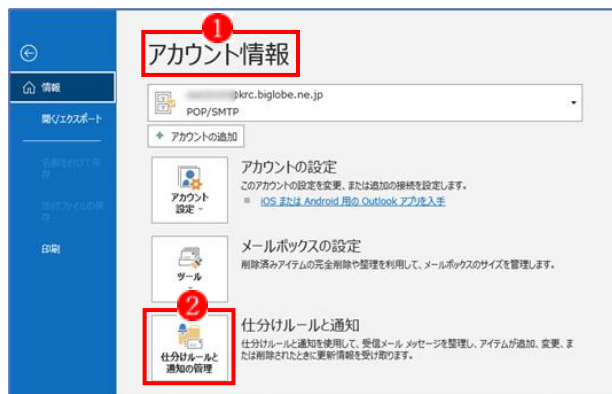 1
アカウント情報
情報
開く/エクスポート
名前を付けて保
存
印刷
krc.biglobe.ne.jp
POP/SMTP
+ アカウントの追加
アカウント
設定
アカウントの設定
このアカウントの設定を変更、または追加の接続を設定します。
iOS または Android 用の Outlook アプリを入手
ツール
メールボックスの設定
削除済みアイテムの完全削除や整理を利用して、メールボックスのサイズを管理します。
2
仕分けルールと
通知の管理
仕分けルールと通知
仕分けルールと通知を使用して、受信メール メッセージを整理し、アイテムが追加、変更、ま
たは削除されたときに更新情報を受け取ります。